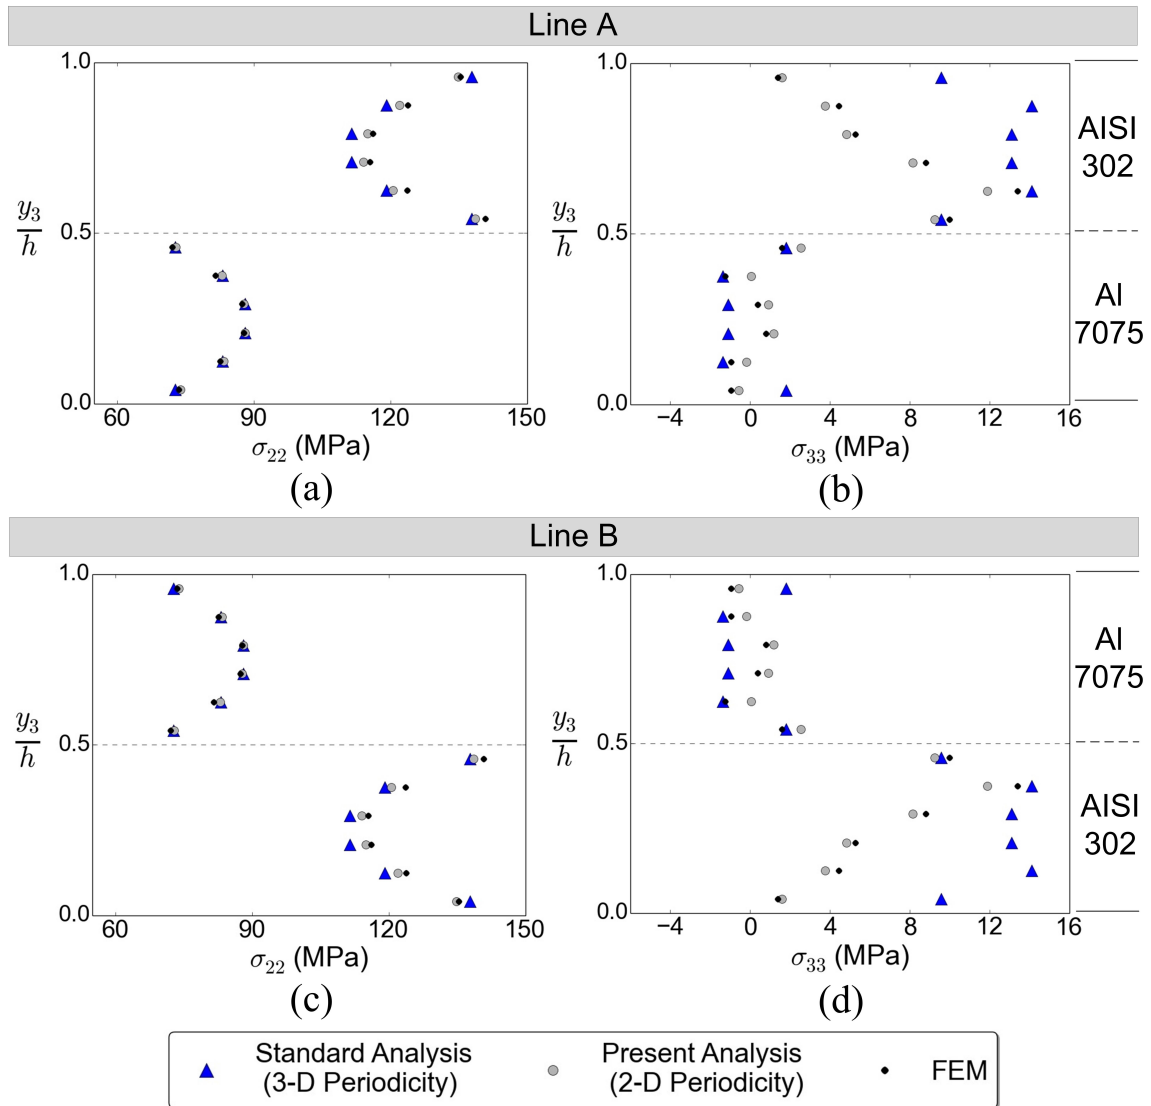 Line A
1.0
0.5
0.0
y₃
h
60 90 120 150
σ₂₂ (MPa)
(a)
1.0
0.5
0.0
y₃
h
−4 0 4 8 12 16
σ₃₃ (MPa)
(b)
AISI
302
Al
7075
Line B
1.0
0.5
0.0
y₃
h
60 90 120 150
σ₂₂ (MPa)
(c)
1.0
0.5
0.0
y₃
h
−4 0 4 8 12 16
σ₃₃ (MPa)
(d)
Al
7075
AISI
302
Standard Analysis
(3-D Periodicity)
Present Analysis
(2-D Periodicity)
FEM